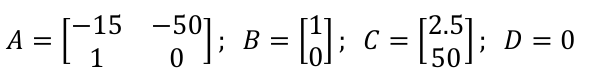 A = [−15 −50; 1 0]; B = [1; 0]; C = [2.5; 50]; D = 0